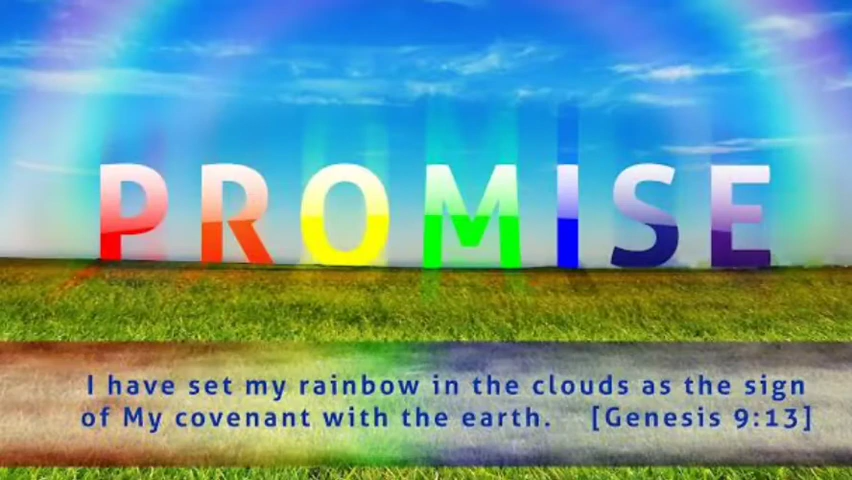 PROMISE
I have set my rainbow in the clouds as the sign
of My covenant with the earth. [Genesis 9:13]